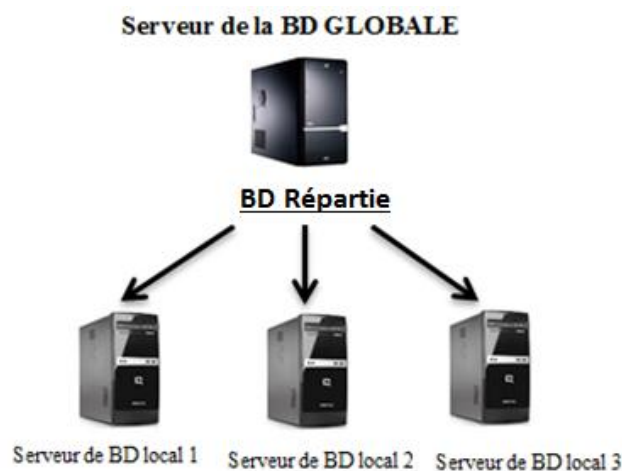 Serveur de la BD GLOBALE
BD Répartie
Serveur de BD local 1
Serveur de BD local 2
Serveur de BD local 3